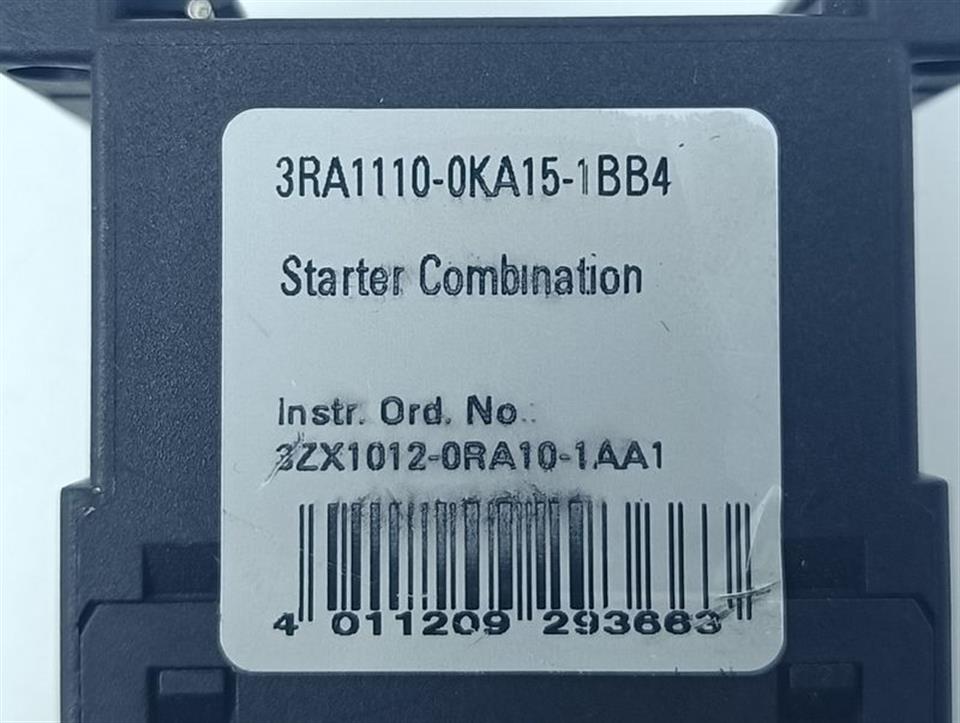 3RA1110-0KA15-1BB4
Starter Combination
Instr. Ord. No.:
3ZX1012-0RA10-1AA1
4 011209 293663